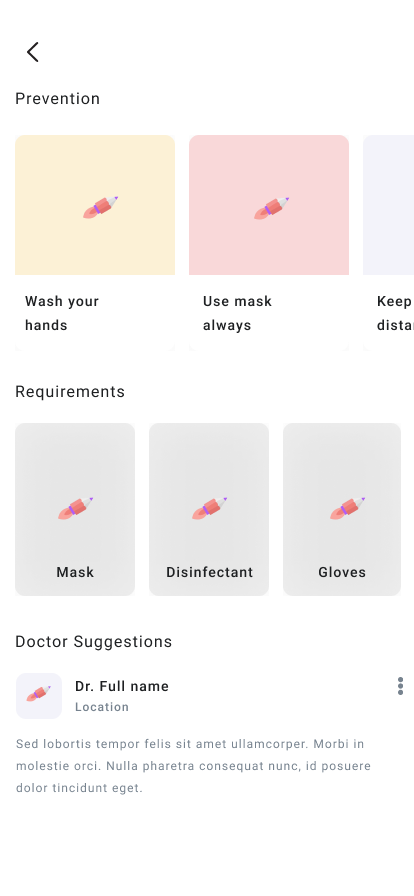 Prevention
Wash your
hands
Use mask
always
Keep
Requirements
Mask
Disinfectant
Gloves
Doctor Suggestions
Dr. Full name
Location
Sed lobortis tempor felis sit amet ullamcorper. Morbi in
molestie orci. Nulla pharetra consequat nunc, id posuere
dolor tincidunt eget.